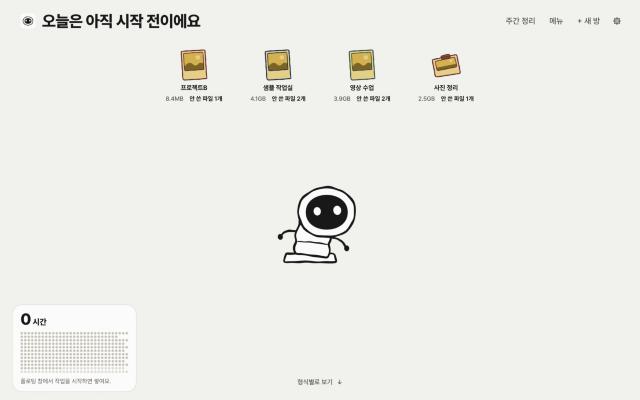 오늘은 아직 시작 전이에요
주간 정리 메뉴 + 새 방
프로젝트B
8.4MB 안 쓴 파일 1개
샘플 작업실
4.1GB 안 쓴 파일 2개
영상 수업
3.9GB 안 쓴 파일 2개
사진 정리
2.5GB 안 쓴 파일 1개
0 시간
플로팅 창에서 작업을 시작하면 쌓여요.
형식별로 보기 ↓